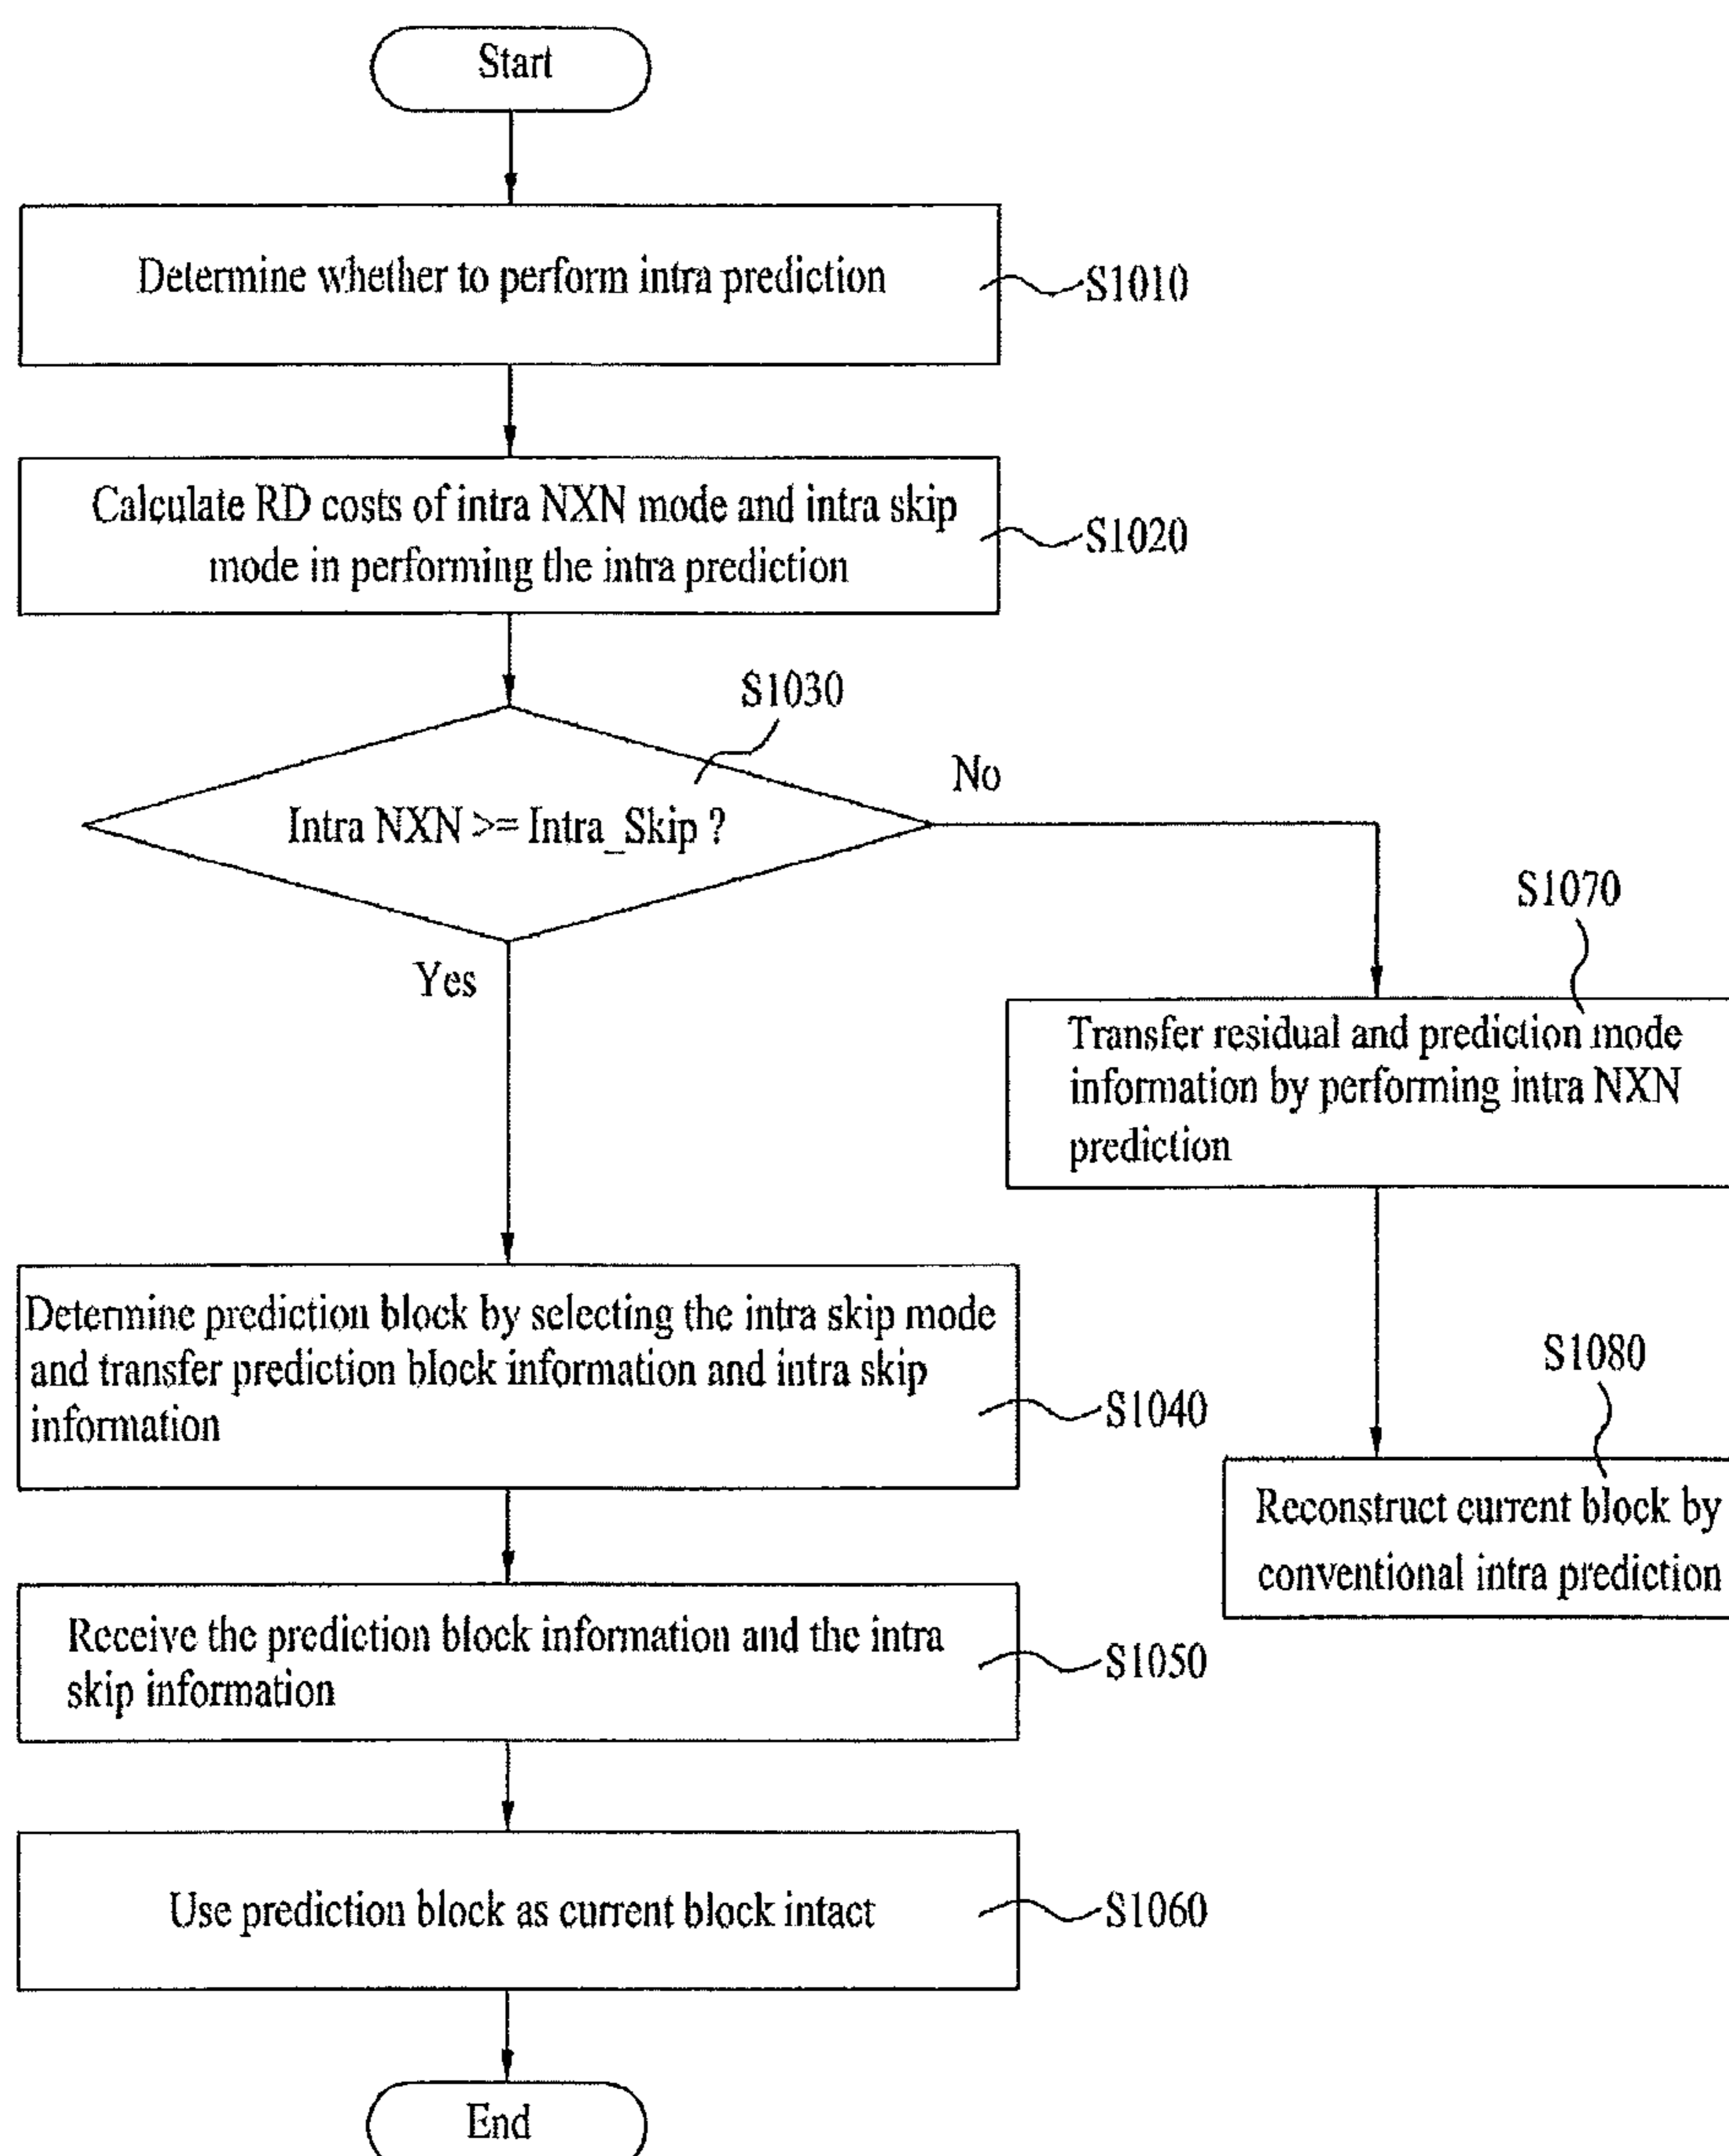 Start
Determine whether to perform intra prediction
S1010
Calculate RD costs of intra NXN mode and intra skip
mode in performing the intra prediction
S1020
S1030
Intra NXN >= Intra_Skip ?
No
Yes
S1070
Transfer residual and prediction mode
information by performing intra NXN
prediction
S1080
Reconstruct current block by
conventional intra prediction
Determine prediction block by selecting the intra skip mode
and transfer prediction block information and intra skip
information
S1040
Receive the prediction block information and the intra
skip information
S1050
Use prediction block as current block intact
S1060
End